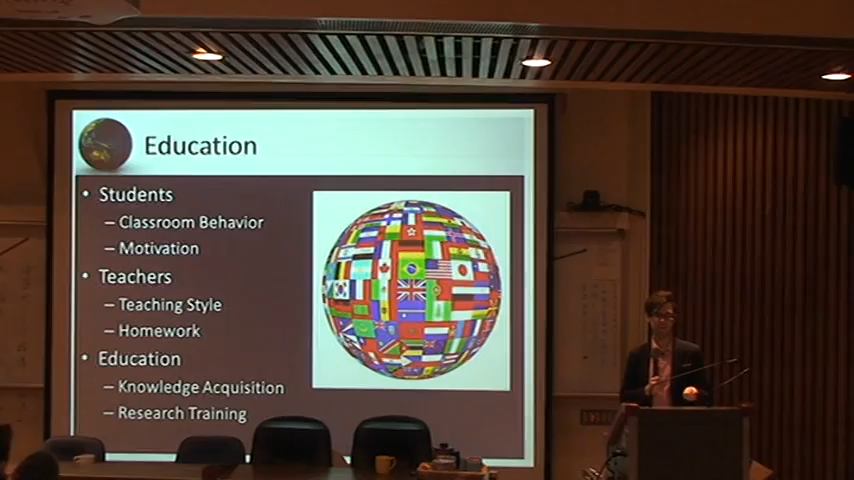 Education
• Students
– Classroom Behavior
– Motivation
• Teachers
– Teaching Style
– Homework
• Education
– Knowledge Acquisition
– Research Training